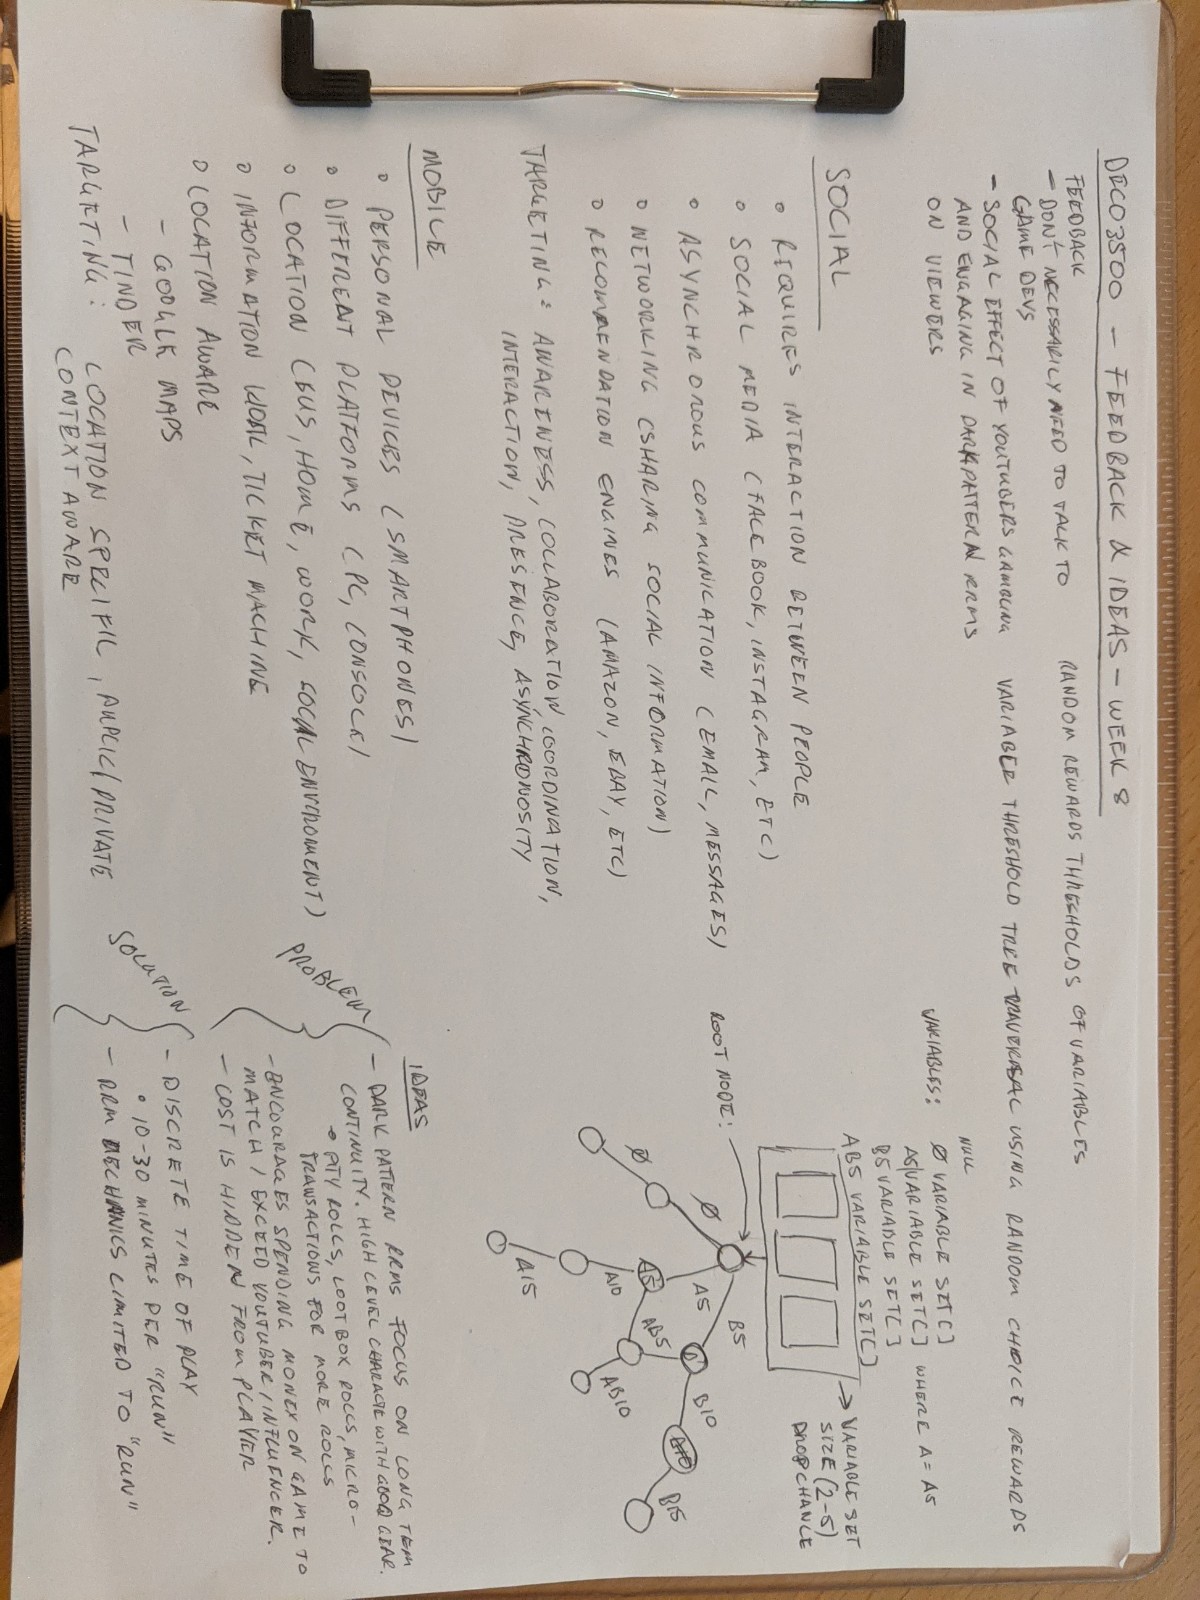 DECO3500 – FEEDBACK & IDEAS – WEEK 8
FEEDBACK
– DON'T NECESSARILY NEED TO TALK TO
GAME DEVS
– SOCIAL EFFECT OF YOUTUBERS GAMBLING
AND ENGAGING IN DARK PATTERN RRMS
ON VIEWERS
RANDOM REWARDS THRESHOLDS OF VARIABLES
VARIABER THRESHOLD TREE TRAVERSAL USING RANDOM CHOICE REWARDS
NULL
VARIABLES: Ø VARIABLE SET[]
A5 VARIABLE SET[] WHERE A = A5
B5 VARIABLE SET[]
AB5 VARIABLE SET[]
→ VARIABLE SET
SIZE (2-5)
DROP CHANCE
ROOT NODE:
B5
Ø
A5
B10
Ø
A5
AB5
A10
B15
A10
AB10
A15
SOCIAL
○ REQUIRES INTERACTION BETWEEN PEOPLE
○ SOCIAL MEDIA (FACEBOOK, INSTAGRAM, ETC)
○ ASYNCHRONOUS COMMUNICATION (EMAIL, MESSAGES)
○ NETWORKING (SHARING SOCIAL INFORMATION)
○ RECOMMENDATION ENGINES (AMAZON, EBAY, ETC)
TARGETING: AWARENESS, COLLABORATION, COORDINATION,
INTERACTION, PRESENCE, ASYNCHRONOSITY
MOBILE
○ PERSONAL DEVICES (SMARTPHONES)
○ DIFFERENT PLATFORMS (PC, CONSOLE)
○ LOCATION (BUS, HOME, WORK, SOCIAL ENVIROMENT)
○ INFORMATION TICKET MACHINE
○ LOCATION AWARE
– GOOGLE MAPS
– TINDER
TARGETING: LOCATION SPECIFIC, PUBLIC/PRIVATE
CONTEXT AWARE
IDEAS
PROBLEM
– DARK PATTERN RRMS FOCUS ON LONG TEM
CONTINUITY. HIGH LEVEL CHARACTE WITH GOOD GEAR.
• PITY ROLLS, LOOTBOX ROLLS, MICRO-
TRANSACTIONS FOR MORE ROLLS
– ENCOURAGES SPENDING MONEY ON GAME TO
MATCH / EXCEED YOUTUBER / INFLUENCER.
– COST IS HIDDEN FROM PLAYER
SOLUTION
– DISCRETE TIME OF PLAY
• 10-30 MINUTES PER "RUN"
– RRM MECHANICS LIMITED TO "RUN"